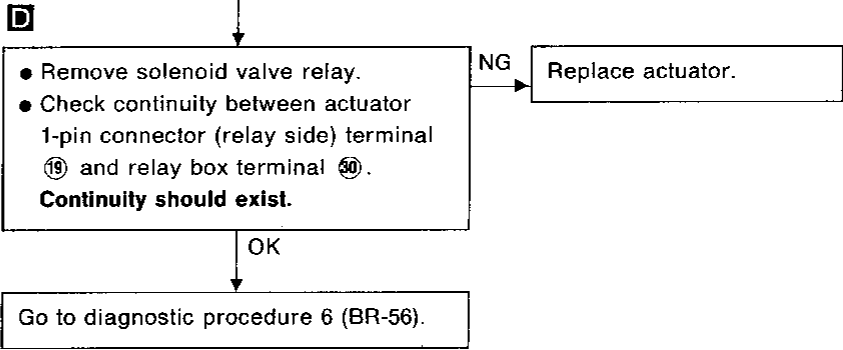 D
● Remove solenoid valve relay.
NG
Replace actuator.
● Check continuity between actuator
1-pin connector (relay side) terminal
⑲ and relay box terminal ㉚.
Continuity should exist.
OK
Go to diagnostic procedure 6 (BR-56).